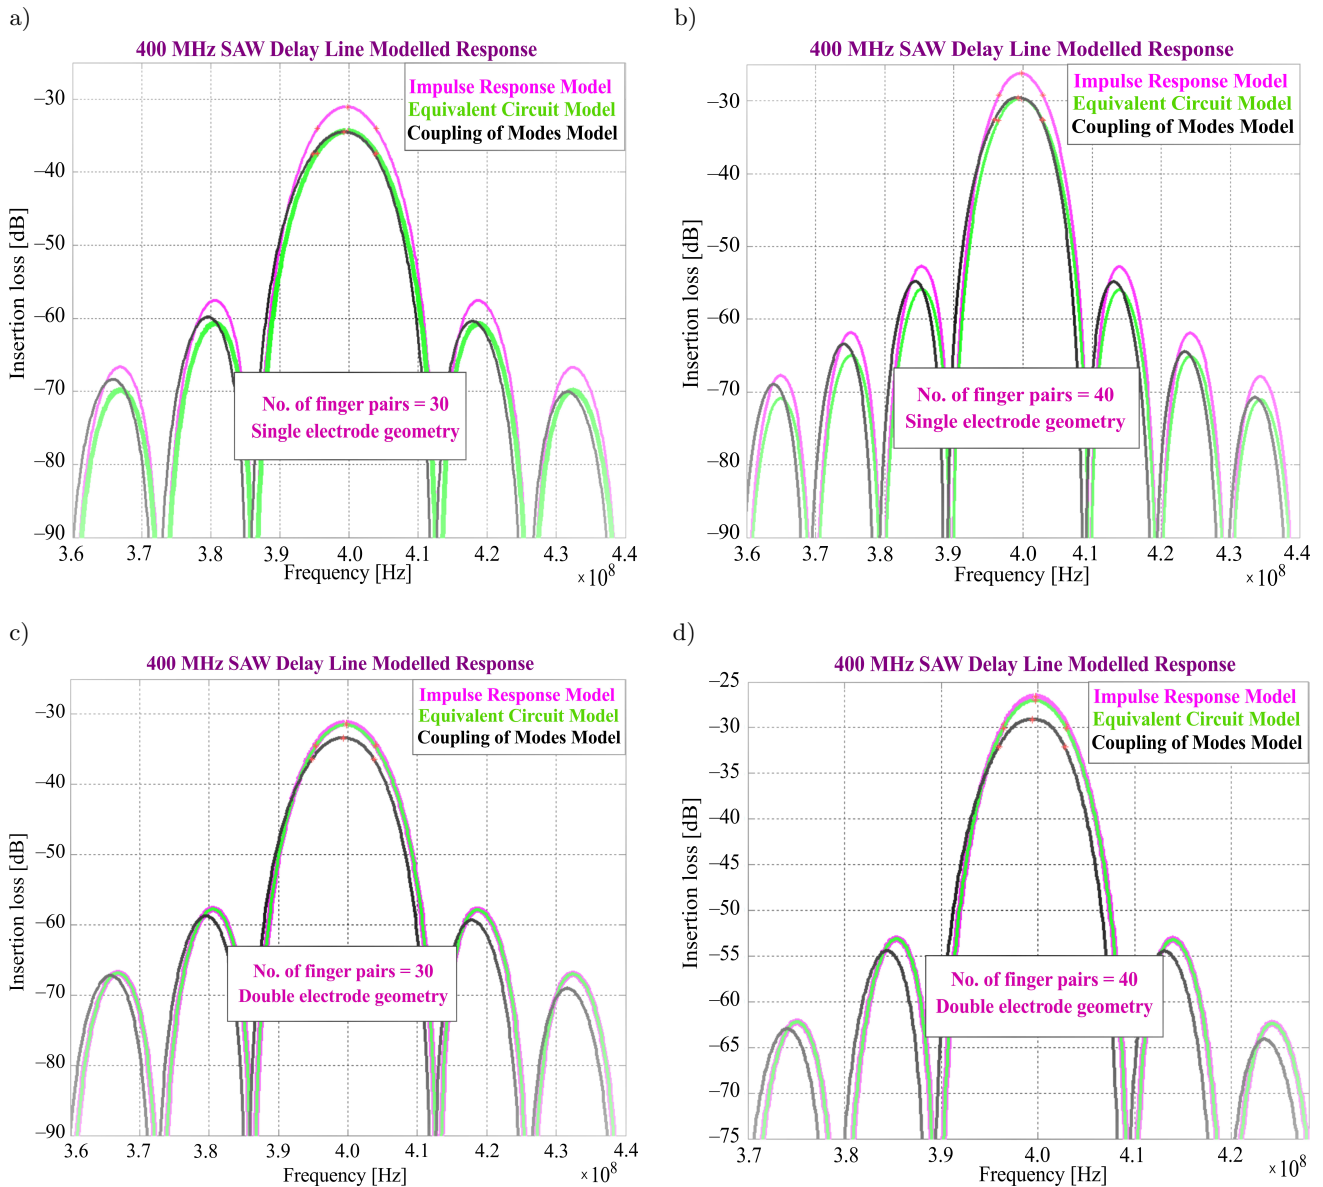 a)
400 MHz SAW Delay Line Modelled Response
Impulse Response Model
Equivalent Circuit Model
Coupling of Modes Model
No. of finger pairs = 30
Single electrode geometry
Insertion loss [dB]
–30
–40
–50
–60
–70
–80
–90
3.6 3.7 3.8 3.9 4.0 4.1 4.2 4.3 4.4
Frequency [Hz]
×10⁸
b)
400 MHz SAW Delay Line Modelled Response
Impulse Response Model
Equivalent Circuit Model
Coupling of Modes Model
No. of finger pairs = 40
Single electrode geometry
Insertion loss [dB]
–30
–40
–50
–60
–70
–80
–90
3.6 3.7 3.8 3.9 4.0 4.1 4.2 4.3 4.4
Frequency [Hz]
×10⁸
c)
400 MHz SAW Delay Line Modelled Response
Impulse Response Model
Equivalent Circuit Model
Coupling of Modes Model
No. of finger pairs = 30
Double electrode geometry
Insertion loss [dB]
–30
–40
–50
–60
–70
–80
–90
3.6 3.7 3.8 3.9 4.0 4.1 4.2 4.3 4.4
Frequency [Hz]
×10⁸
d)
400 MHz SAW Delay Line Modelled Response
Impulse Response Model
Equivalent Circuit Model
Coupling of Modes Model
No. of finger pairs = 40
Double electrode geometry
Insertion loss [dB]
–25
–30
–35
–40
–45
–50
–55
–60
–65
–70
–75
3.7 3.8 3.9 4.0 4.1 4.2
Frequency [Hz]
×10⁸